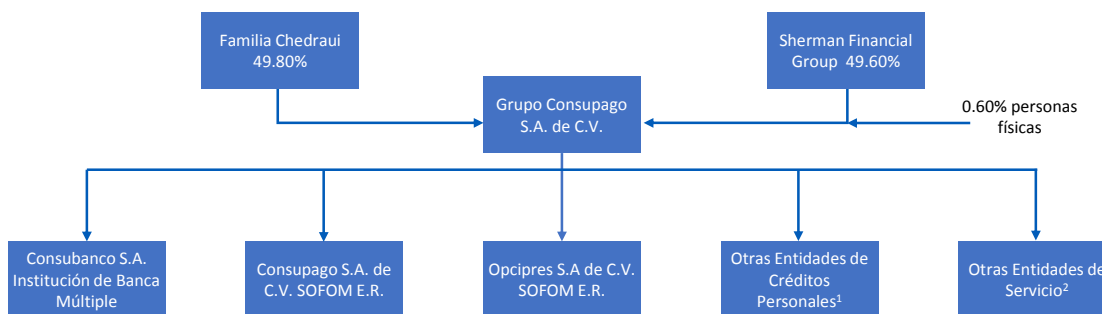 Familia Chedraui
49.80%
Sherman Financial
Group 49.60%
Grupo Consupago
S.A. de C.V.
0.60% personas
físicas
Consubanco S.A.
Institución de Banca
Múltiple
Consupago S.A. de
C.V. SOFOM E.R.
Opcipres S.A de C.V.
SOFOM E.R.
Otras Entidades de
Créditos
Personales¹
Otras Entidades de
Servicio²